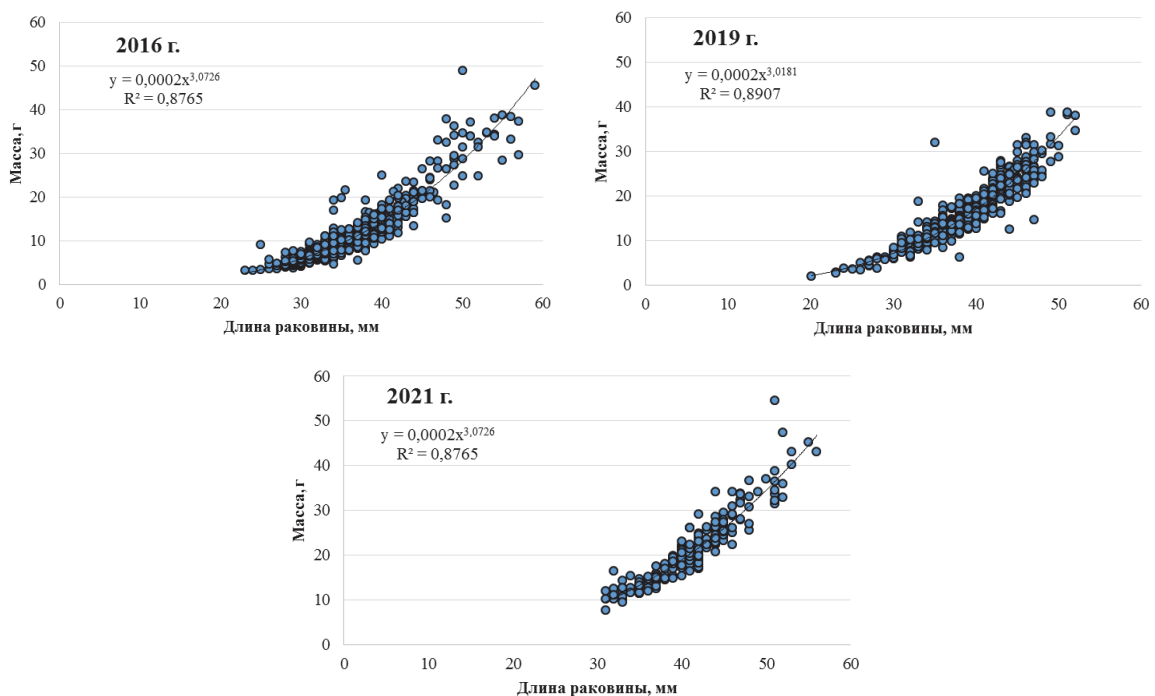 2016 г.
y = 0,0002x^3,0726
R² = 0,8765
Масса,г
60
50
40
30
20
10
0
0 10 20 30 40 50 60
Длина раковины, мм
2019 г.
y = 0,0002x^3,0181
R² = 0,8907
Масса,г
60
50
40
30
20
10
0
0 10 20 30 40 50 60
Длина раковины, мм
2021 г.
y = 0,0002x^3,0726
R² = 0,8765
Масса,г
60
50
40
30
20
10
0
0 10 20 30 40 50 60
Длина раковины, мм